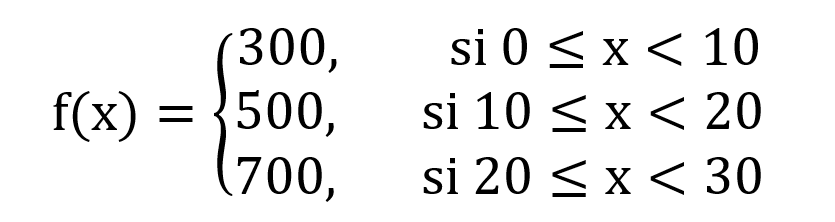 300, si 0 ≤ x < 10
f(x) = { 500, si 10 ≤ x < 20
700, si 20 ≤ x < 30